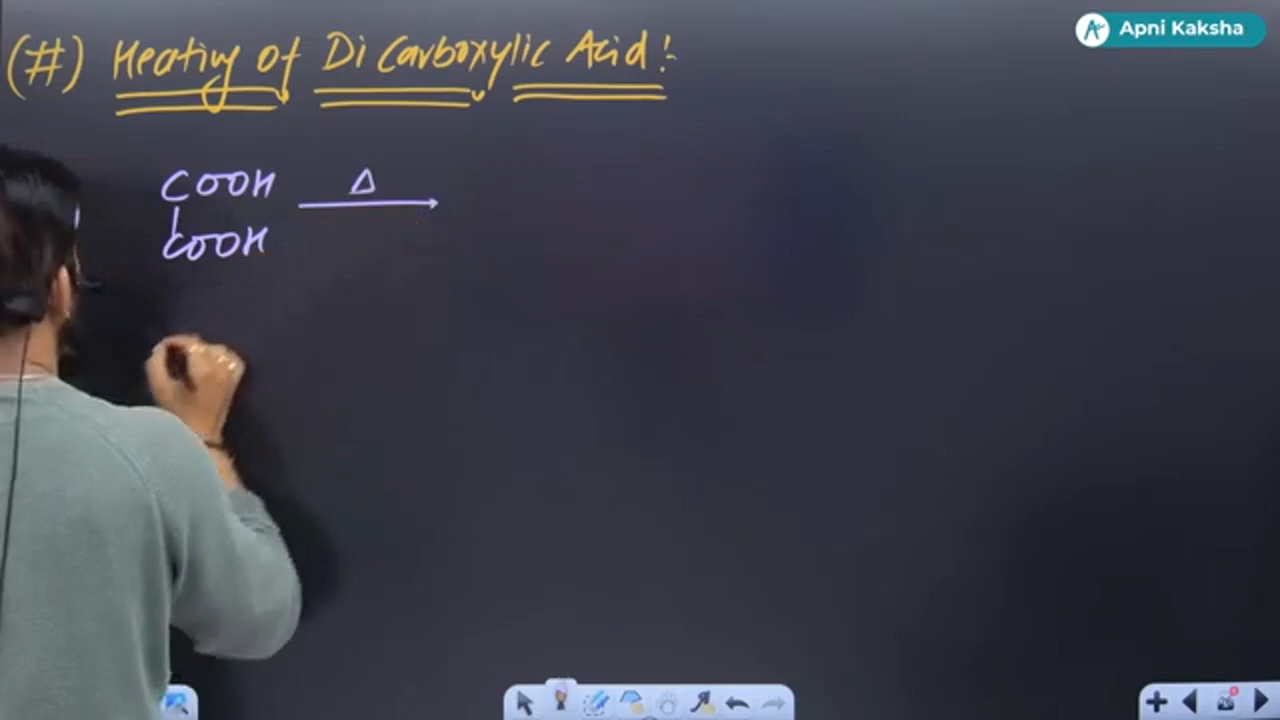 Apni Kaksha
(#) Heating of Di Carboxylic Acid :-
COOH Δ
COOH